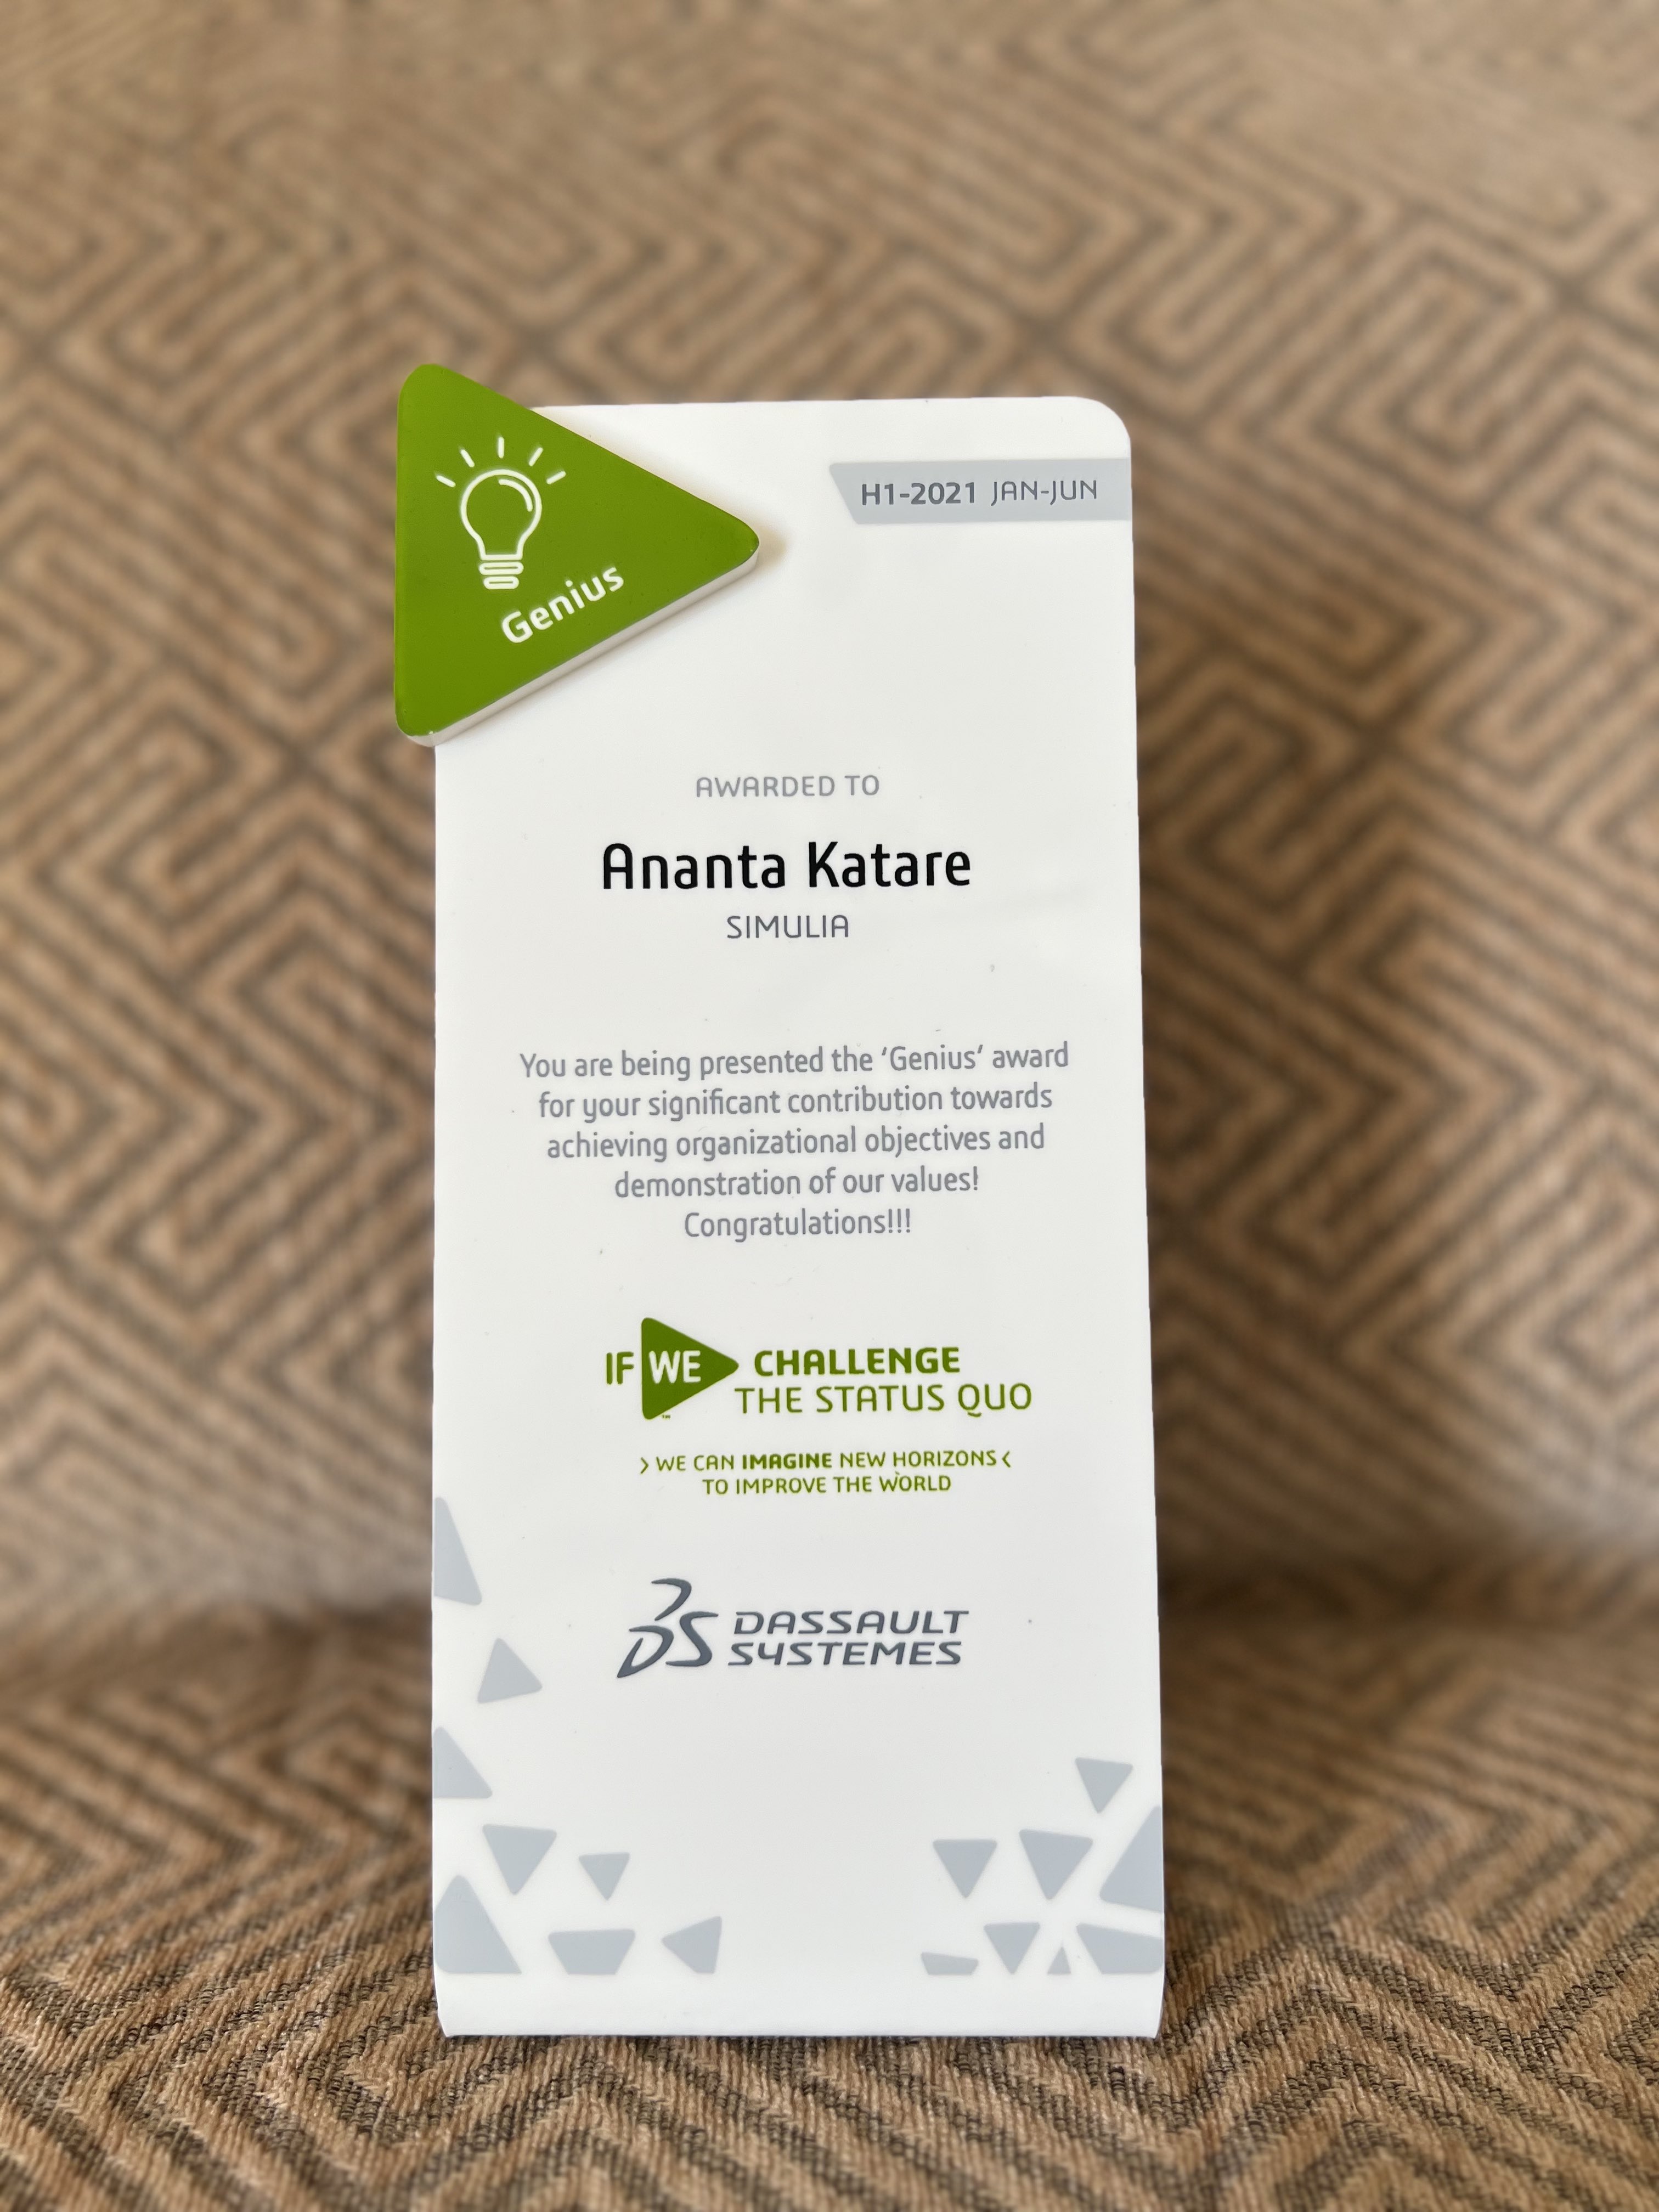 Genius
H1-2021 JAN-JUN
AWARDED TO
Ananta Katare
SIMULIA
You are being presented the ‘Genius’ award
for your significant contribution towards
achieving organizational objectives and
demonstration of our values!
Congratulations!!!
IF WE CHALLENGE
THE STATUS QUO
™
> WE CAN IMAGINE NEW HORIZONS <
TO IMPROVE THE WORLD
3DS DASSAULT
SYSTEMES